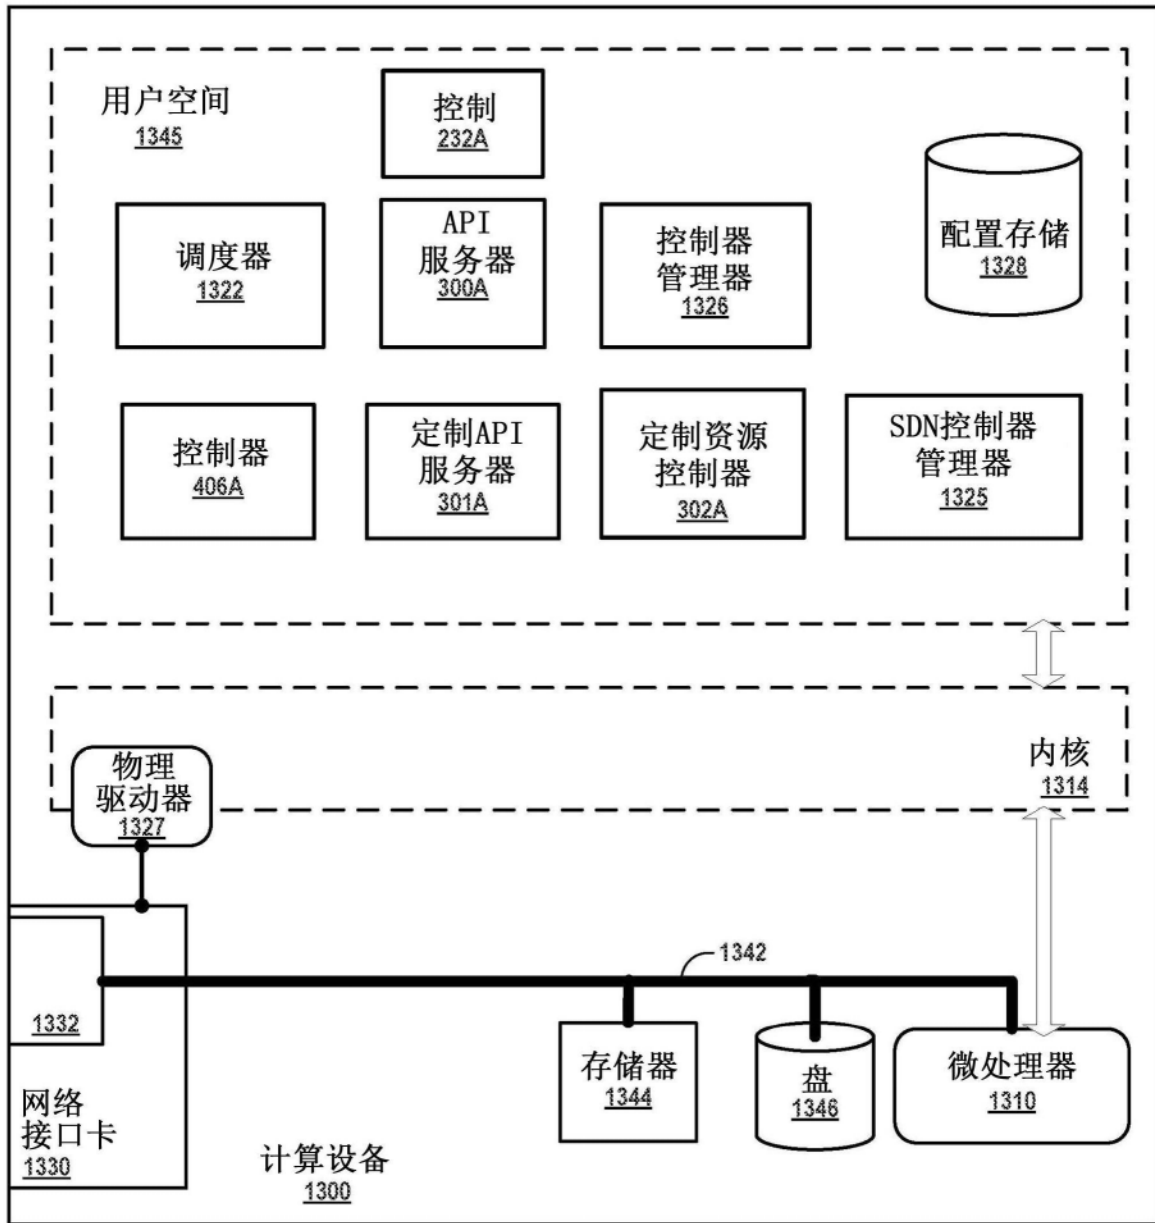 用户空间
1345
控制
232A
调度器
1322
API
服务器
300A
控制器
管理器
1326
配置存储
1328
控制器
406A
定制API
服务器
301A
定制资源
控制器
302A
SDN控制器
管理器
1325
内核
1314
物理
驱动器
1327
1342
1332
网络
接口卡
1330
存储器
1344
盘
1346
微处理器
1310
计算设备
1300